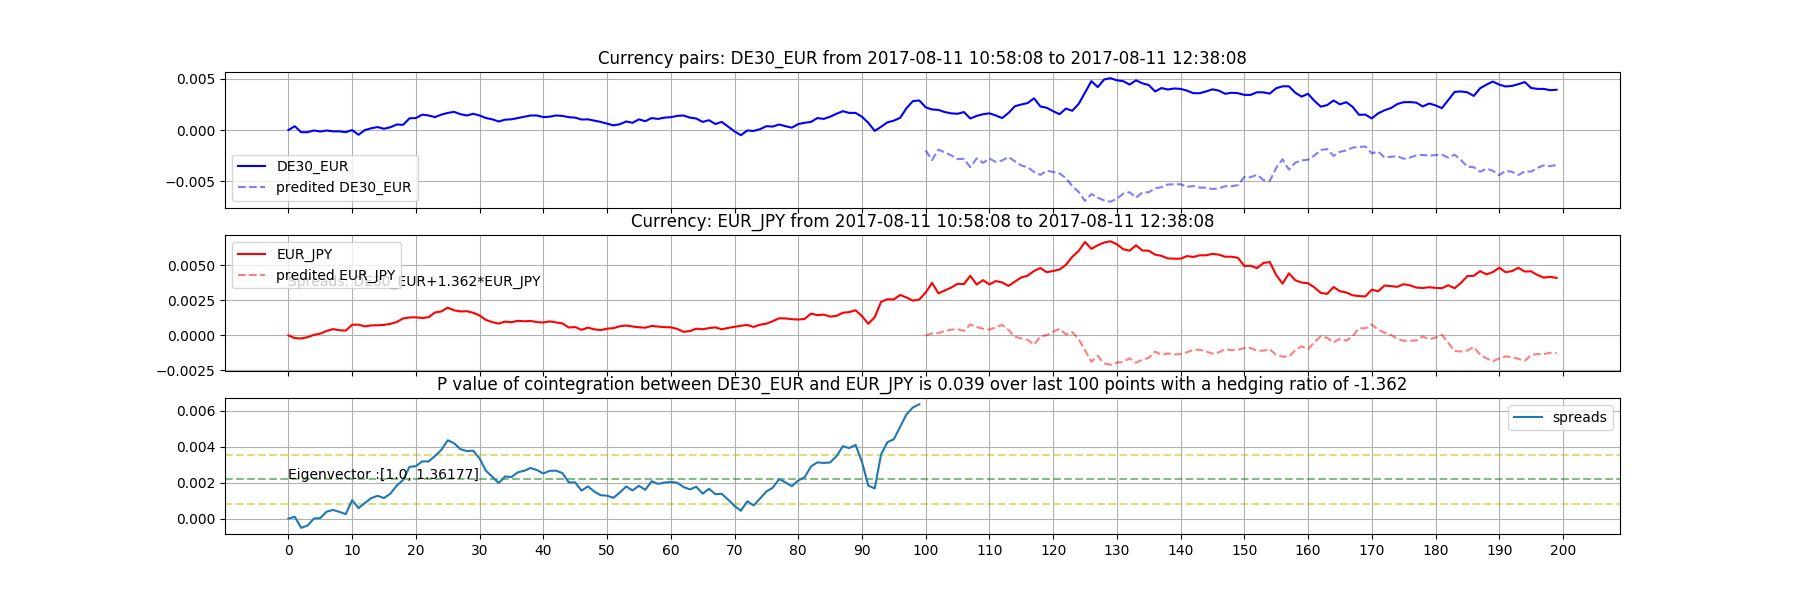 Currency pairs: DE30_EUR from 2017-08-11 10:58:08 to 2017-08-11 12:38:08
0.005
0.000
−0.005
DE30_EUR
predited DE30_EUR
Currency: EUR_JPY from 2017-08-11 10:58:08 to 2017-08-11 12:38:08
0.0050
0.0025
0.0000
−0.0025
EUR_JPY
predited EUR_JPY
Spreads: DE30_EUR+1.362*EUR_JPY
P value of cointegration between DE30_EUR and EUR_JPY is 0.039 over last 100 points with a hedging ratio of -1.362
0.006
0.004
0.002
0.000
spreads
Eigenvector :[1.0, 1.36177]
0 10 20 30 40 50 60 70 80 90 100 110 120 130 140 150 160 170 180 190 200